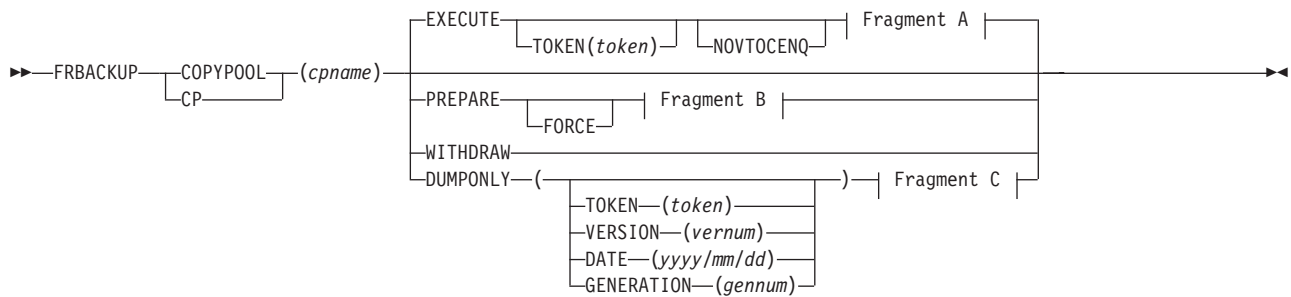 EXECUTE
TOKEN(token)
NOVTOCENQ
Fragment A
FRBACKUP
COPYPOOL
CP
(cpname)
PREPARE
FORCE
Fragment B
WITHDRAW
DUMPONLY
(
)
Fragment C
TOKEN (token)
VERSION (vernum)
DATE (yyyy/mm/dd)
GENERATION (gennum)